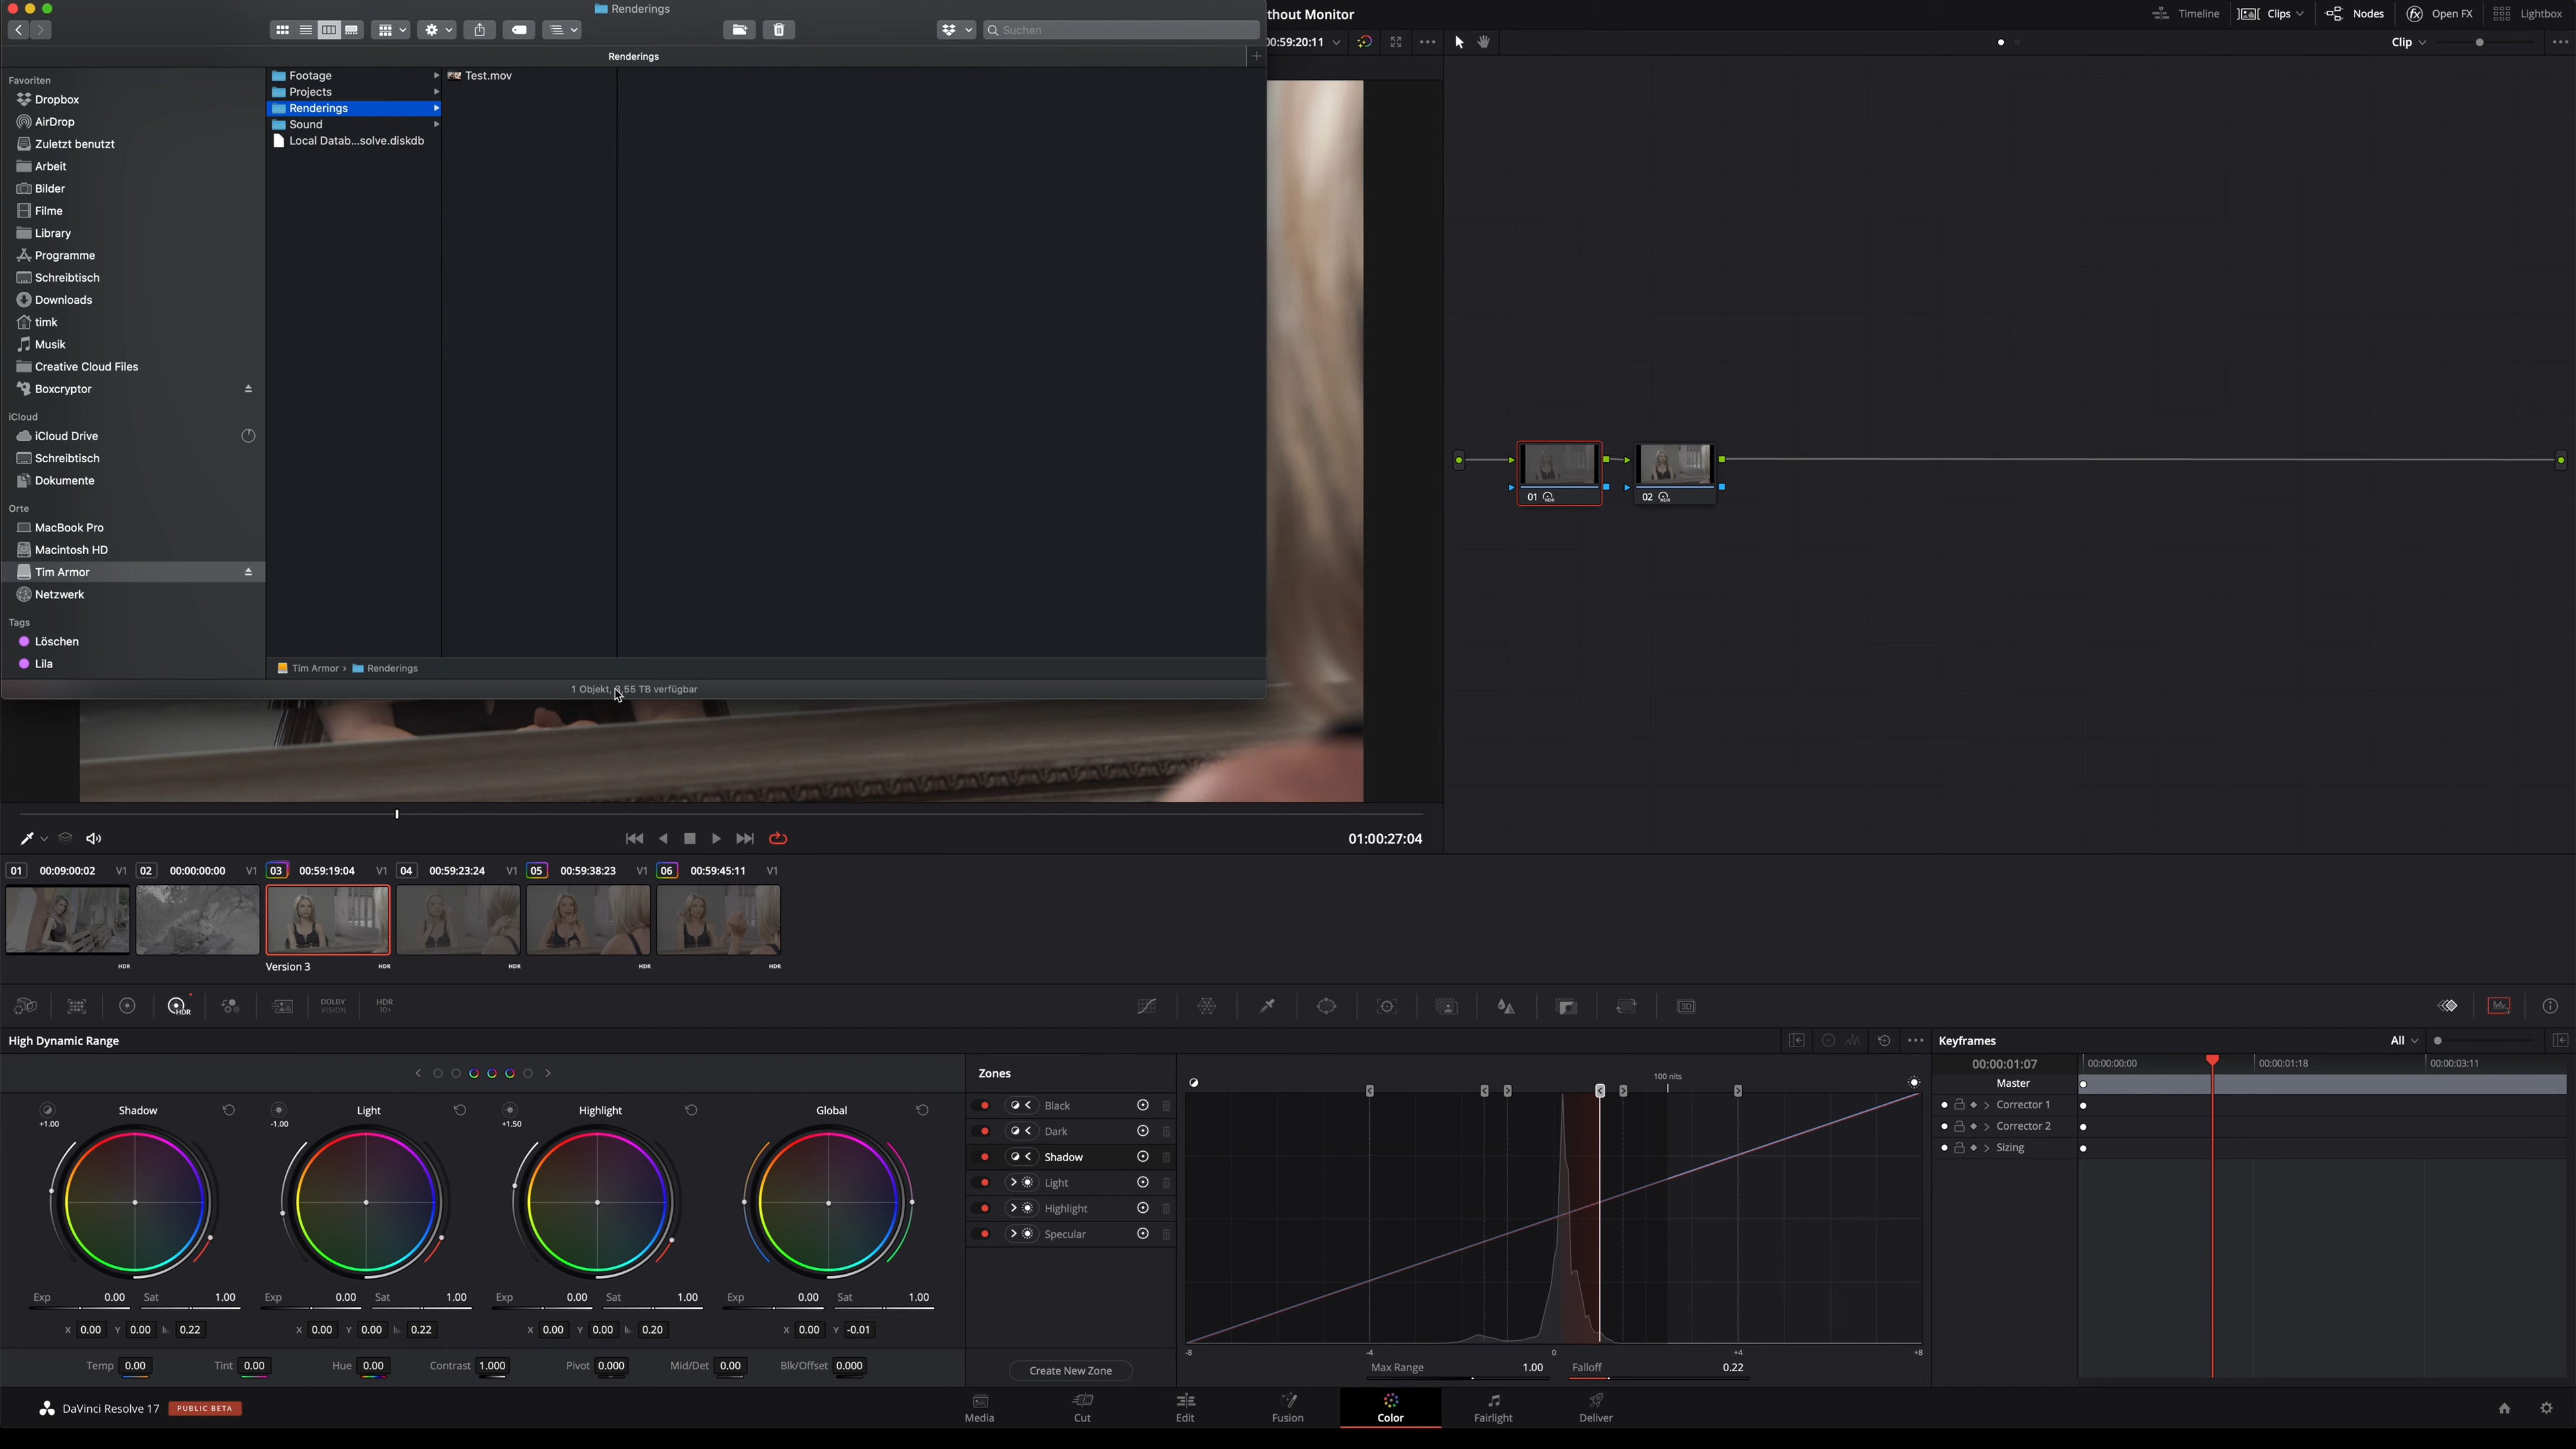 Renderings
thout Monitor
Timeline
Clips
Nodes
Open FX
Lightbox
Suchen
00:59:20:11
Clip
Renderings
Favoriten
Dropbox
AirDrop
Zuletzt benutzt
Arbeit
Bilder
Filme
Library
Programme
Schreibtisch
Downloads
timk
Musik
Creative Cloud Files
Boxcryptor
iCloud
iCloud Drive
Schreibtisch
Dokumente
Orte
MacBook Pro
Macintosh HD
Tim Armor
Netzwerk
Tags
Löschen
Lila
Footage
Projects
Renderings
Sound
Local Datab...solve.diskdb
Test.mov
Tim Armor › Renderings
1 Objekt, 55 TB verfügbar
01
02
01:00:27:04
01 00:09:00:02 V1
02 00:00:00:00 V1
03 00:59:19:04 V1
04 00:59:23:24 V1
05 00:59:38:23 V1
06 00:59:45:11 V1
HDR
Version 3 HDR
HDR
HDR
HDR
HDR
DOLBY VISION
HDR 10+
3D
High Dynamic Range
Keyframes
All
Shadow
+1.00
Light
-1.00
Highlight
+1.50
Global
Exp 0.00 Sat 1.00
Exp 0.00 Sat 1.00
Exp 0.00 Sat 1.00
Exp 0.00 Sat 1.00
X 0.00 Y 0.00 0.22
X 0.00 Y 0.00 0.22
X 0.00 Y 0.00 0.20
X 0.00 Y -0.01
Temp 0.00
Tint 0.00
Hue 0.00
Contrast 1.000
Pivot 0.000
Mid/Det 0.00
Blk/Offset 0.000
Zones
Black
Dark
Shadow
Light
Highlight
Specular
Create New Zone
100 nits
-8
-4
0
+4
+8
Max Range 1.00
Falloff 0.22
00:00:01:07
00:00:00:00
00:00:01:18
00:00:03:11
Master
Corrector 1
Corrector 2
Sizing
DaVinci Resolve 17
PUBLIC BETA
Media
Cut
Edit
Fusion
Color
Fairlight
Deliver